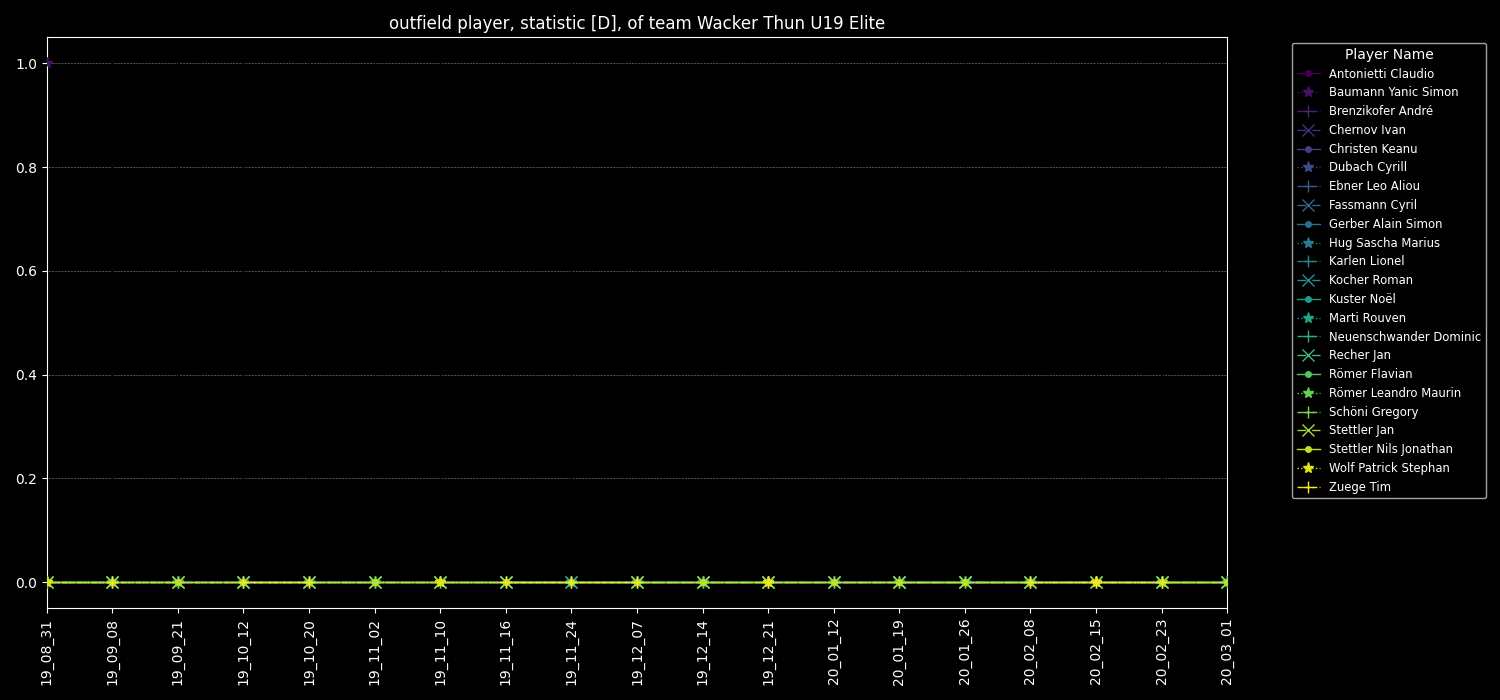 outfield player, statistic [D], of team Wacker Thun U19 Elite
1.0
0.8
0.6
0.4
0.2
0.0
19_08_31
19_09_08
19_09_21
19_10_12
19_10_20
19_11_02
19_11_10
19_11_16
19_11_24
19_12_07
19_12_14
19_12_21
20_01_12
20_01_19
20_01_26
20_02_08
20_02_15
20_02_23
20_03_01
Player Name
Antonietti Claudio
Baumann Yanic Simon
Brenzikofer André
Chernov Ivan
Christen Keanu
Dubach Cyrill
Ebner Leo Aliou
Fassmann Cyril
Gerber Alain Simon
Hug Sascha Marius
Karlen Lionel
Kocher Roman
Kuster Noël
Marti Rouven
Neuenschwander Dominic
Recher Jan
Römer Flavian
Römer Leandro Maurin
Schöni Gregory
Stettler Jan
Stettler Nils Jonathan
Wolf Patrick Stephan
Zuege Tim